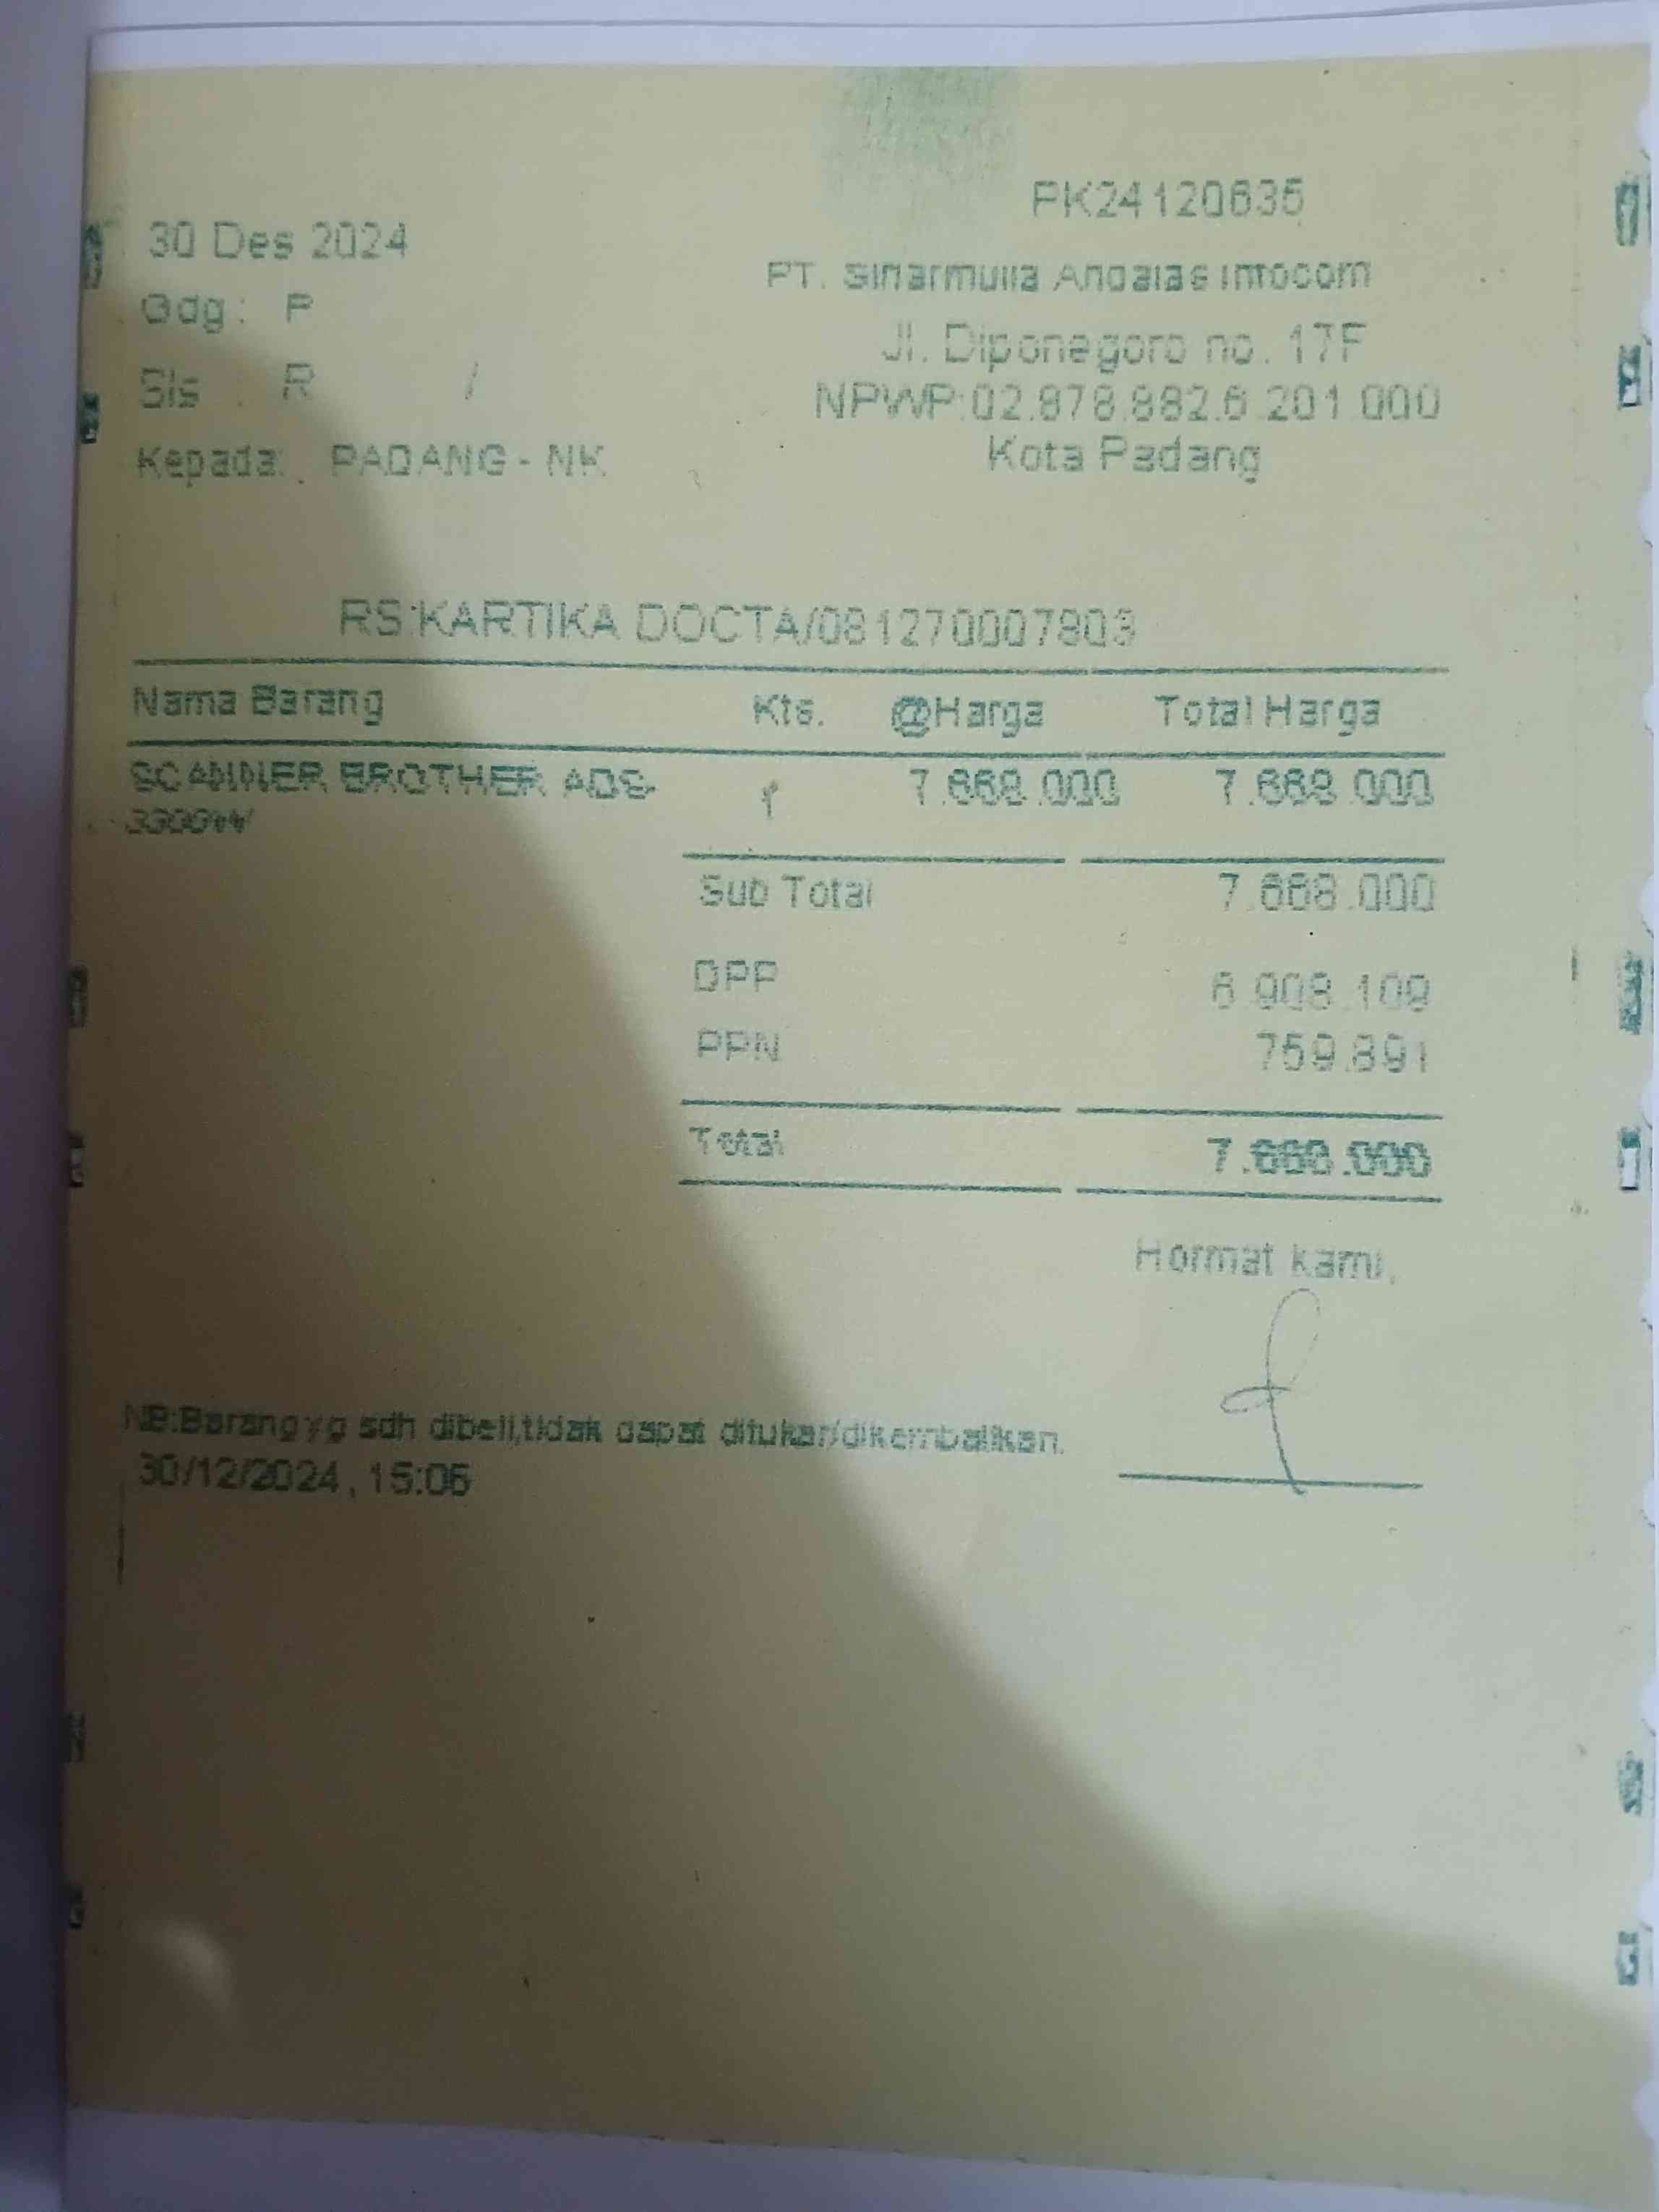 PK24120635
30 Des 2024
PT. Sinarmulia Andalas Infocom
Gdg : P
Jl. Diponegoro no. 17F
Sls : R /
NPWP:02.878.882.6.201.000
Kepada: PADANG - NK
Kota Padang
RS.KARTIKA DOCTA/081270007803
Nama Barang Kts. @Harga Total Harga
SCANNER BROTHER ADS- 1 7.668.000 7.668.000
3300W
Sub Total 7.668.000
DPP 6.908.109
PPN 759.891
Total 7.668.000
Hormat kami,
NB:Barang yg sdh dibeli,tidak dapat ditukar/dikembalikan.
30/12/2024, 15:06